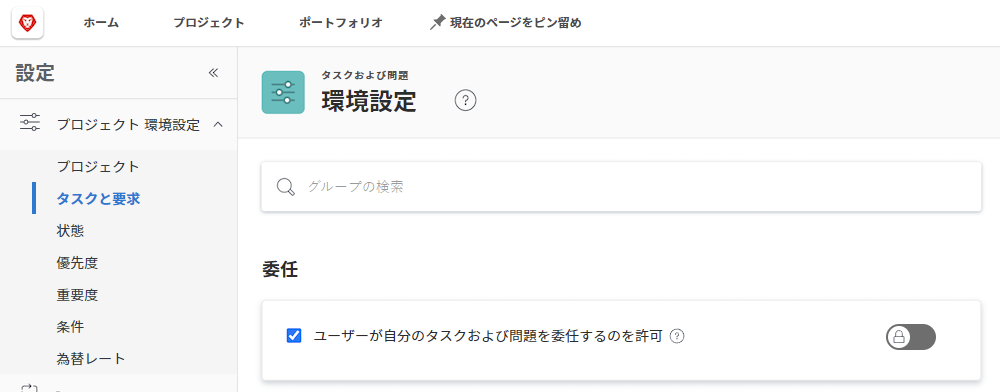 ホーム プロジェクト ポートフォリオ 現在のページをピン留め
設定
プロジェクト 環境設定
プロジェクト
タスクと要求
状態
優先度
重要度
条件
為替レート
タスクおよび問題
環境設定
グループの検索
委任
ユーザーが自分のタスクおよび問題を委任するのを許可